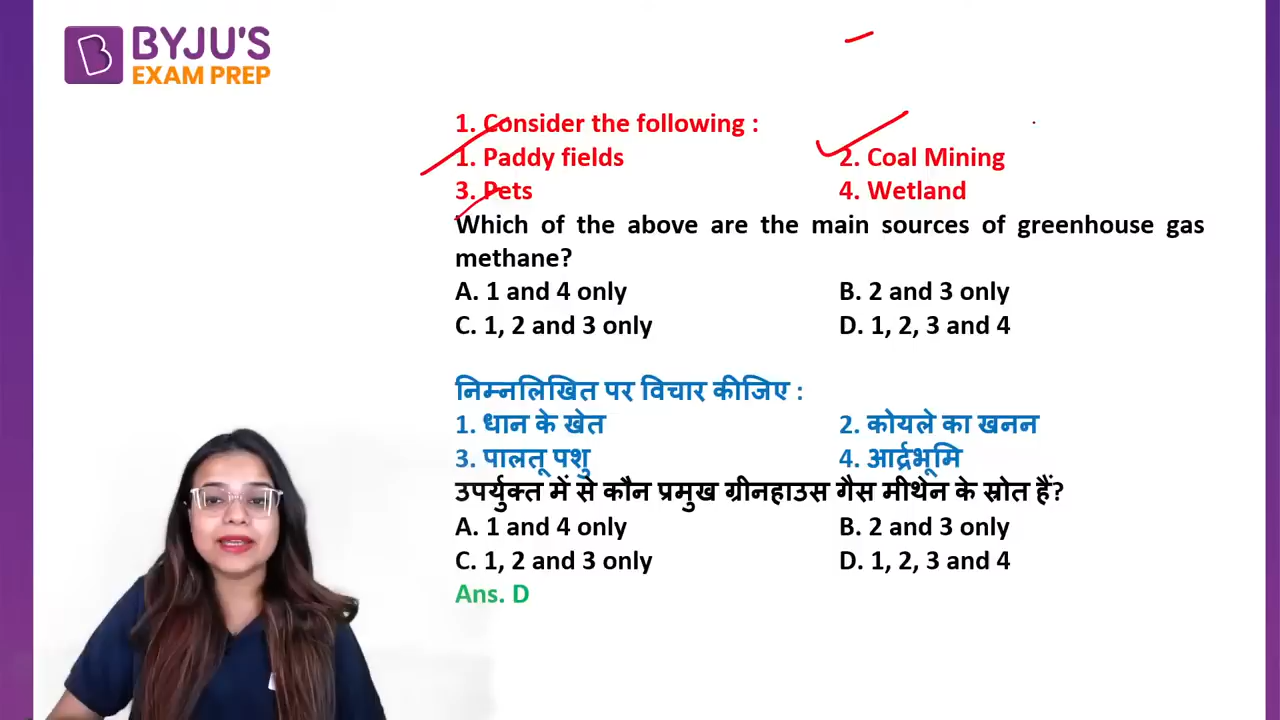 BYJU'S
EXAM PREP
1. Consider the following :
1. Paddy fields 2. Coal Mining
3. Pets 4. Wetland
Which of the above are the main sources of greenhouse gas
methane?
A. 1 and 4 only B. 2 and 3 only
C. 1, 2 and 3 only D. 1, 2, 3 and 4
निम्नलिखित पर विचार कीजिए :
1. धान के खेत 2. कोयले का खनन
3. पालतू पशु 4. आर्द्रभूमि
उपर्युक्त में से कौन प्रमुख ग्रीनहाउस गैस मीथेन के स्रोत हैं?
A. 1 and 4 only B. 2 and 3 only
C. 1, 2 and 3 only D. 1, 2, 3 and 4
Ans. D